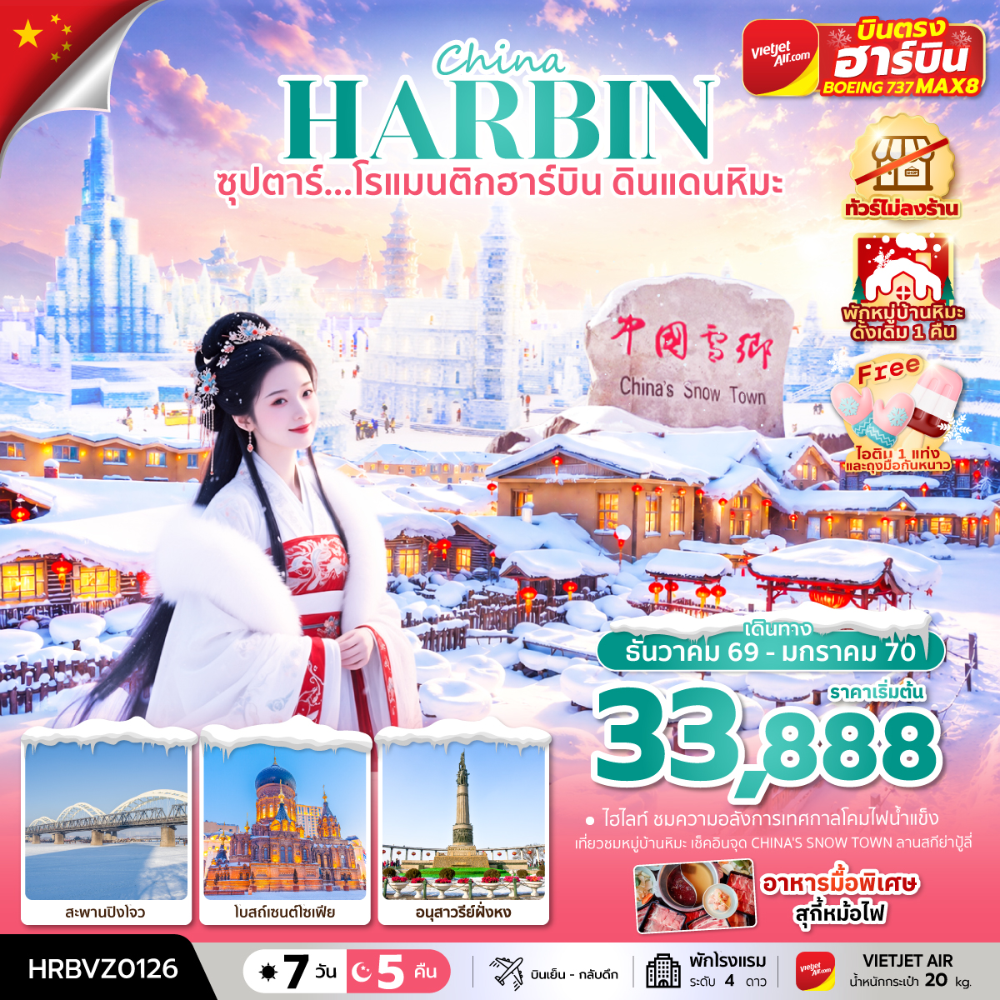 China
HARBIN
ซุปตาร์...โรแมนติกฮาร์บิน ดินแดนหิมะ
Vietjet
Air.com
บินตรง
ฮาร์บิน
BOEING 737 MAX8
SHOP
ทัวร์ไม่ลงร้าน
พักหมู่บ้านหิมะ
ดั้งเดิม 1 คืน
Free
ไอติม 1 แท่ง
และถุงมือกันหนาว
中國雪鄉
China's Snow Town
เดินทาง
ธันวาคม 69 - มกราคม 70
ราคาเริ่มต้น
33,888
• ไฮไลท์ ชมความอลังการเทศกาลโคมไฟน้ำแข็ง
เที่ยวชมหมู่บ้านหิมะ เช็คอินจุด CHINA'S SNOW TOWN ลานสกีย่าปู้ลี่
อาหารมื้อพิเศษ
สุกี้หม้อไฟ
สะพานปิงโจว
โบสถ์เซนต์โซเฟีย
อนุสาวรีย์ฝั่งหง
HRBVZ0126
7 วัน 5 คืน
บินเย็น - กลับดึก
พักโรงแรม
ระดับ 4 ดาว
Vietjet
Air.com
VIETJET AIR
น้ำหนักกระเป๋า 20 kg.